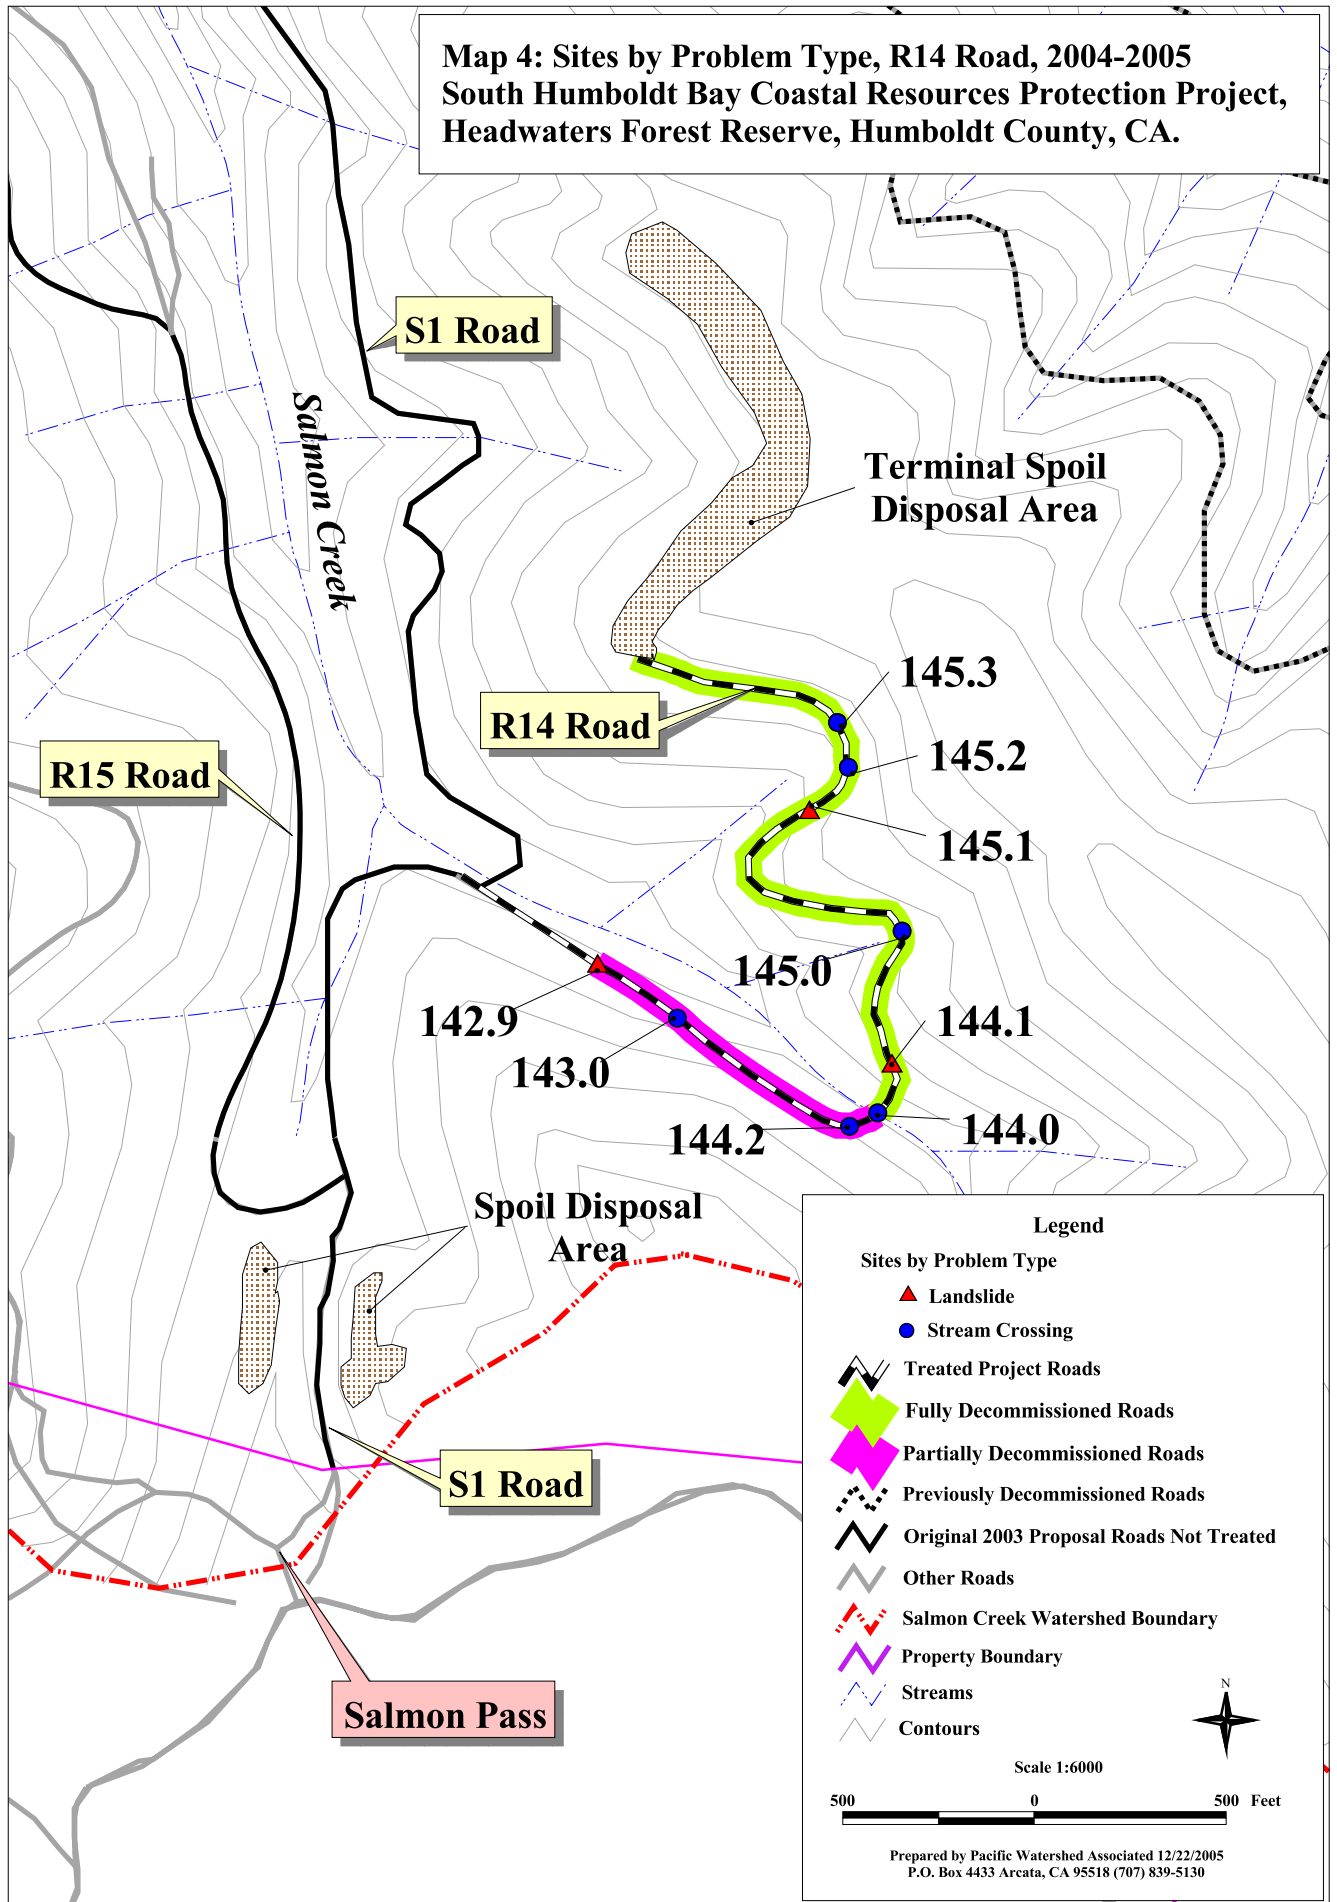 Map 4: Sites by Problem Type, R14 Road, 2004-2005
South Humboldt Bay Coastal Resources Protection Project,
Headwaters Forest Reserve, Humboldt County, CA.
S1 Road
Salmon Creek
Terminal Spoil
Disposal Area
145.3
R14 Road
145.2
R15 Road
145.1
145.0
142.9
144.1
143.0
144.2
144.0
Spoil Disposal
Area
S1 Road
Salmon Pass
Legend
Sites by Problem Type
Landslide
Stream Crossing
Treated Project Roads
Fully Decommissioned Roads
Partially Decommissioned Roads
Previously Decommissioned Roads
Original 2003 Proposal Roads Not Treated
Other Roads
Salmon Creek Watershed Boundary
Property Boundary
Streams
Contours
N
Scale 1:6000
500 0 500 Feet
Prepared by Pacific Watershed Associated 12/22/2005
P.O. Box 4433 Arcata, CA 95518 (707) 839-5130